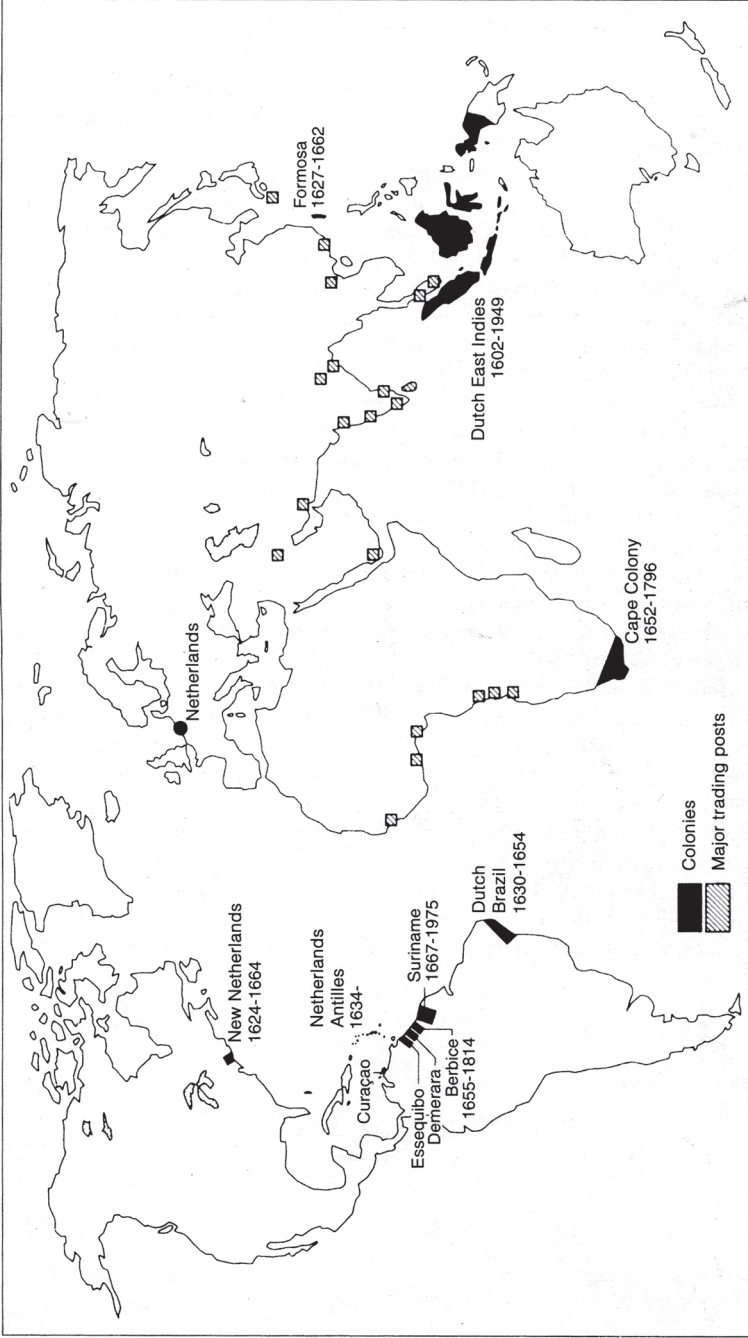 New Netherlands
1624-1664
Netherlands
Antilles
1634-
Curaçao
Essequibo
Demerara
Berbice
1655-1814
Suriname
1667-1975
Dutch
Brazil
1630-1654
Netherlands
Cape Colony
1652-1796
Formosa
1627-1662
Dutch East Indies
1602-1949
Colonies
Major trading posts